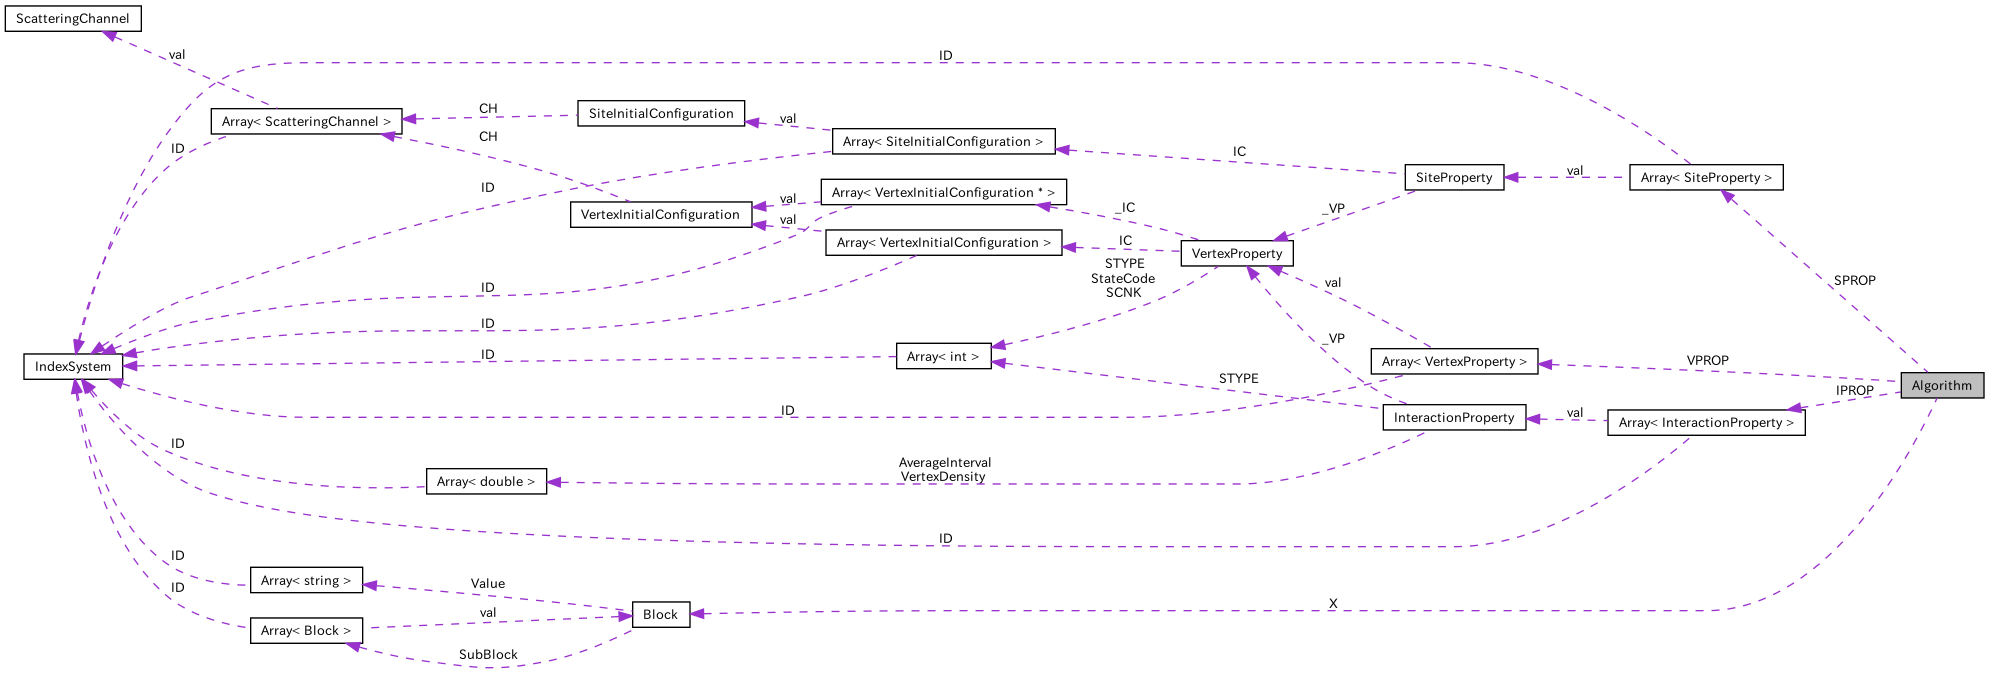 ScatteringChannel
val
ID
Array< ScatteringChannel >
CH
SiteInitialConfiguration
val
CH
ID
Array< SiteInitialConfiguration >
IC
SiteProperty
val
Array< SiteProperty >
ID
Array< VertexInitialConfiguration * >
val
VertexInitialConfiguration
val
_IC
_VP
Array< VertexInitialConfiguration >
IC
VertexProperty
STYPE
StateCode
SCNK
val
SPROP
ID
ID
ID
_VP
Array< int >
Array< VertexProperty >
VPROP
IndexSystem
STYPE
Algorithm
IPROP
ID
InteractionProperty
val
Array< InteractionProperty >
ID
AverageInterval
VertexDensity
Array< double >
ID
ID
Array< string >
Value
ID
X
val
Block
Array< Block >
SubBlock